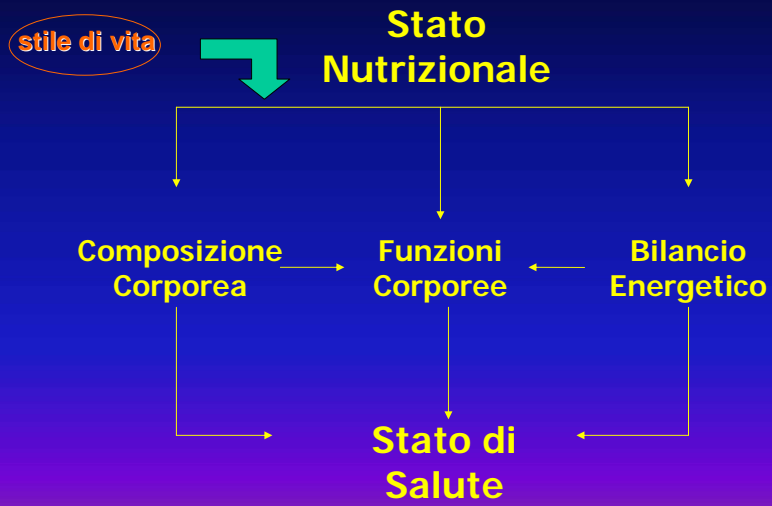 stile di vita
Stato
Nutrizionale
Composizione
Corporea
Funzioni
Corporee
Bilancio
Energetico
Stato di
Salute